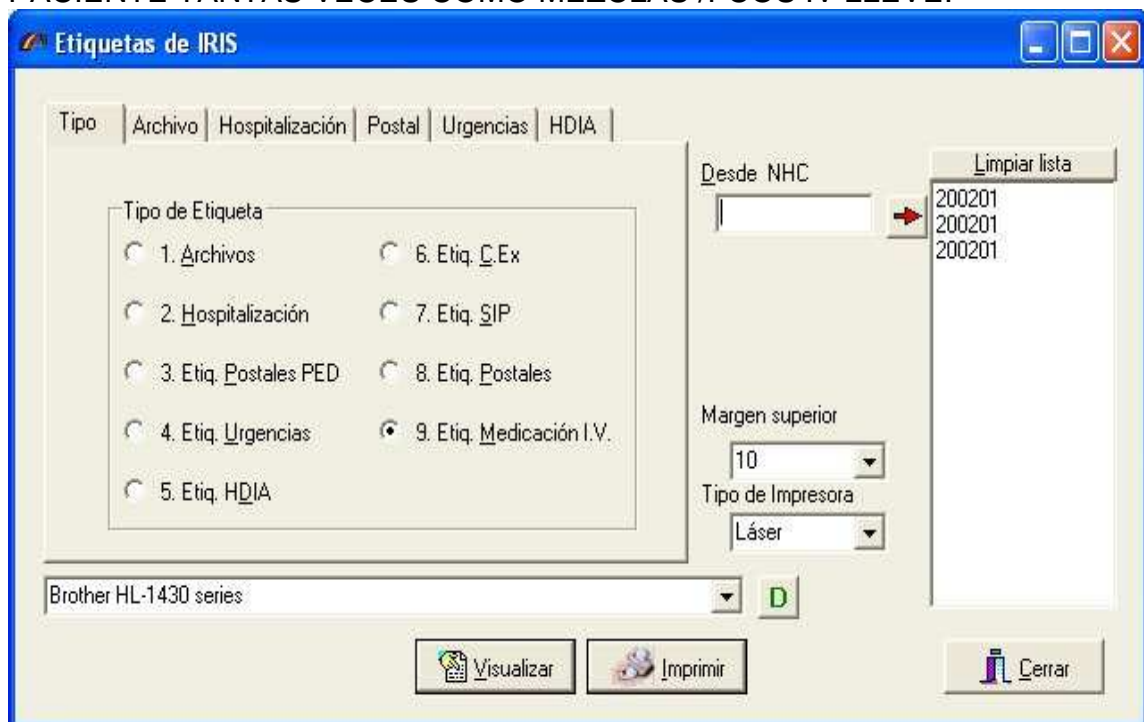 Etiquetas de IRIS
Tipo Archivo Hospitalización Postal Urgencias HDIA
Tipo de Etiqueta
1. Archivos
2. Hospitalización
3. Etiq. Postales PED
4. Etiq. Urgencias
5. Etiq. HDIA
6. Etiq. C.Ex
7. Etiq. SIP
8. Etiq. Postales
9. Etiq. Medicación I.V.
Desde NHC
Margen superior
10
Tipo de Impresora
Láser
Limpiar lista
200201
200201
200201
Brother HL-1430 series
D
Visualizar
Imprimir
Cerrar